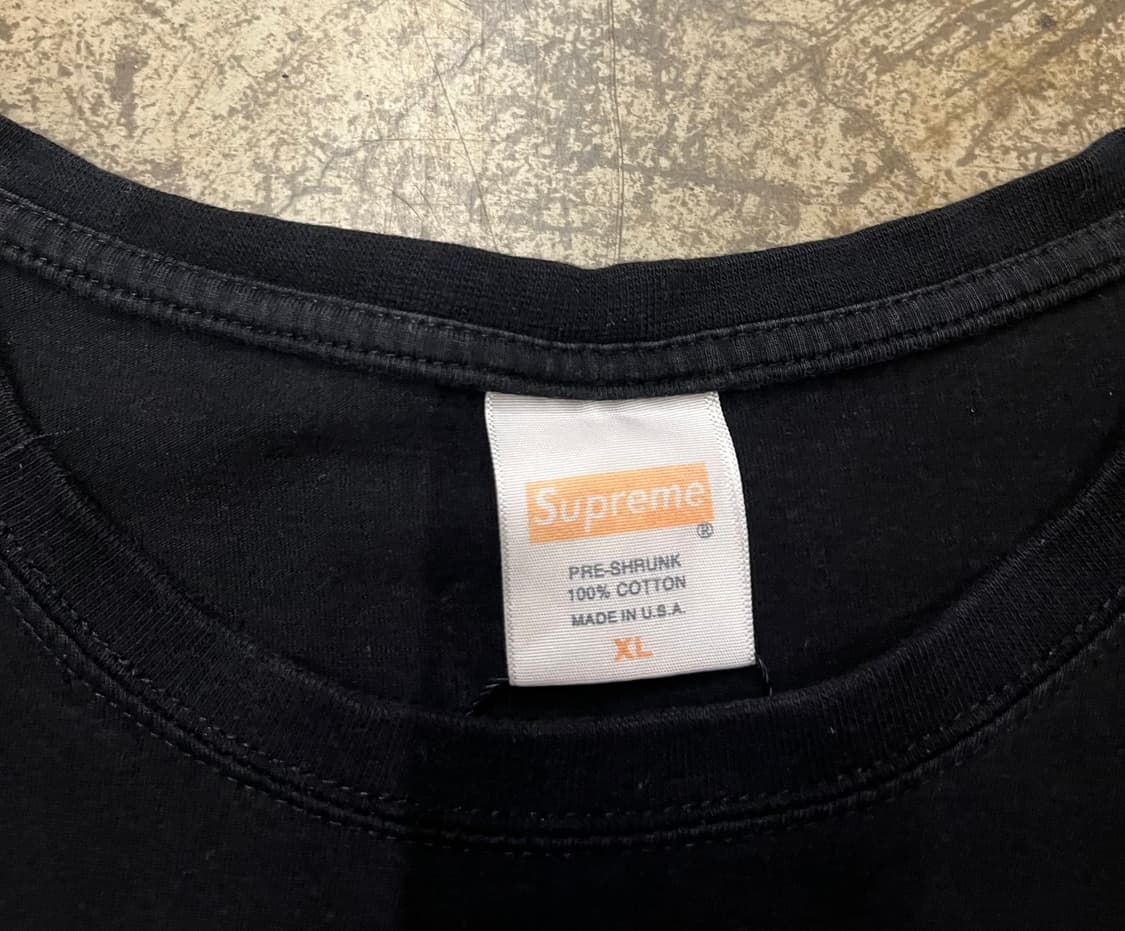 Supreme
®
PRE-SHRUNK
100% COTTON
MADE IN U.S.A.
XL